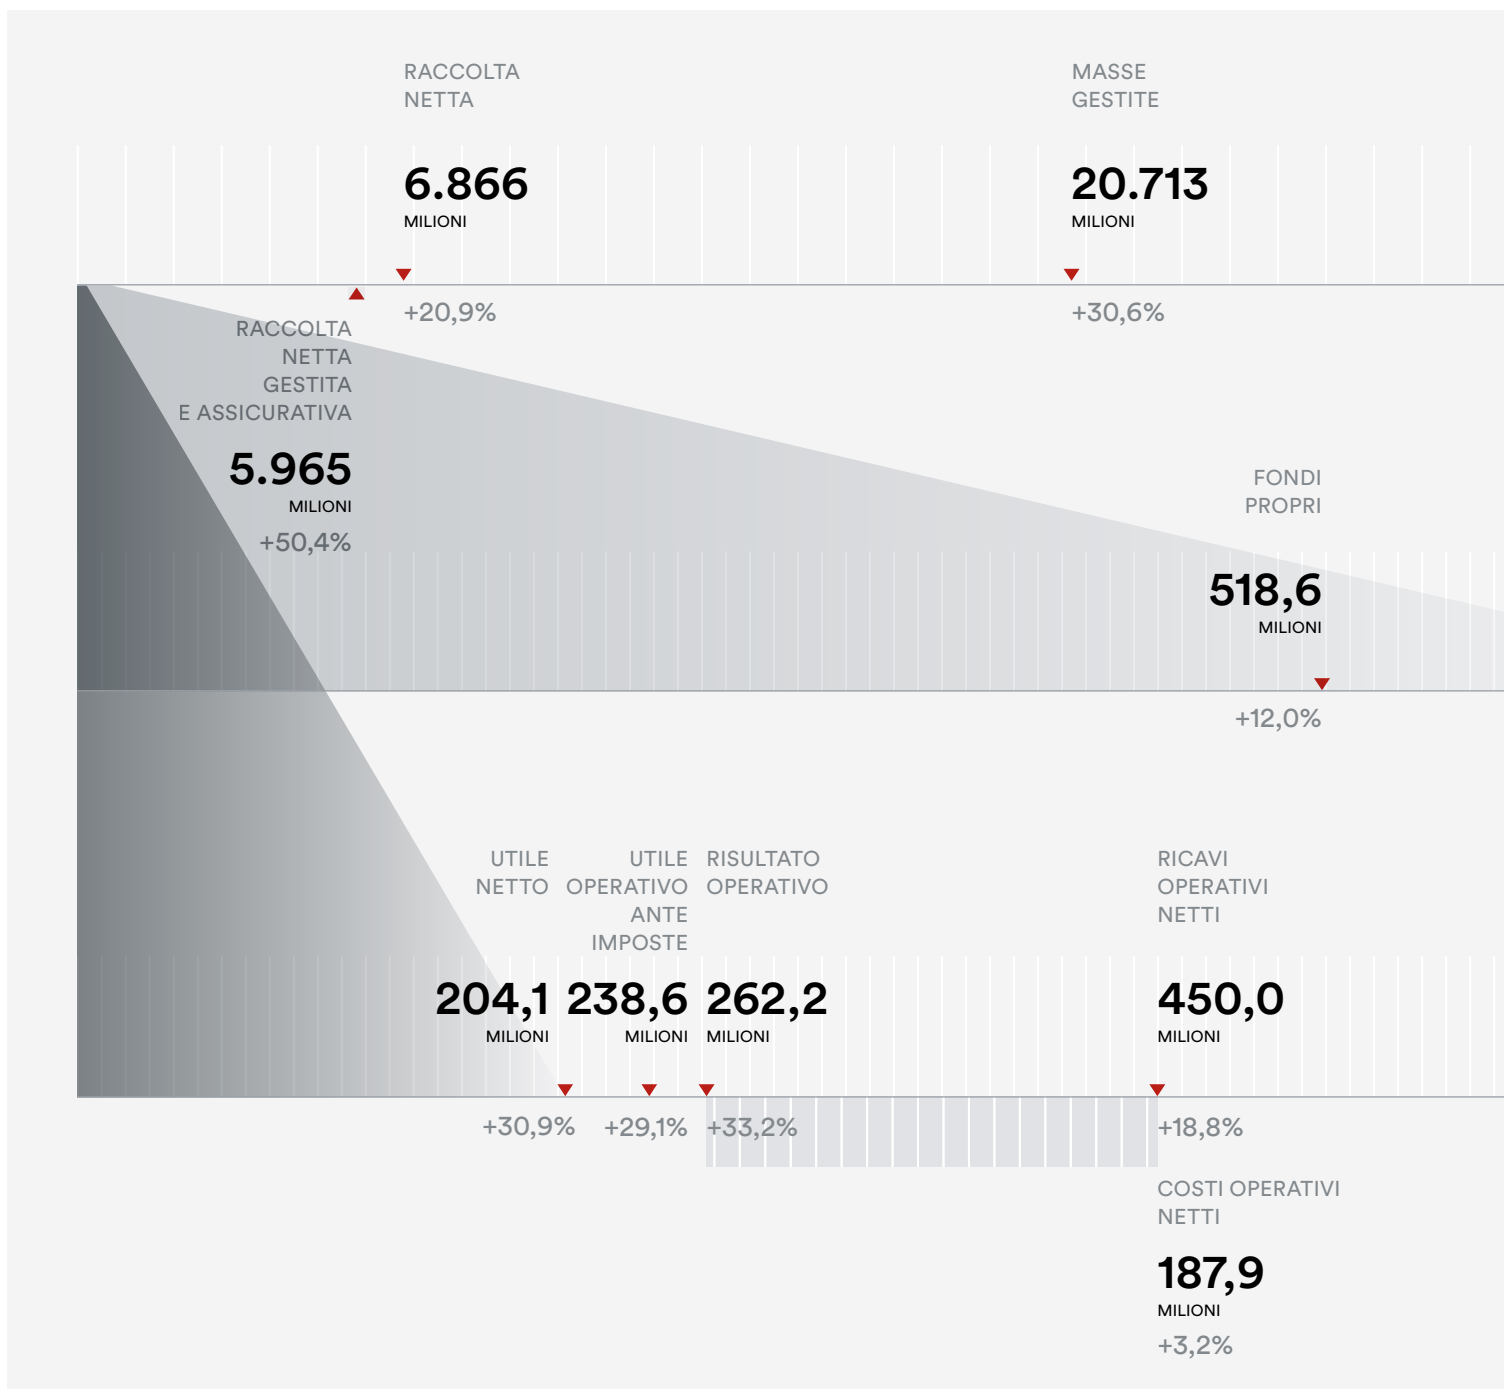 RACCOLTA
NETTA
6.866
MILIONI
+20,9%
MASSE
GESTITE
20.713
MILIONI
+30,6%
RACCOLTA
NETTA
GESTITA
E ASSICURATIVA
5.965
MILIONI
+50,4%
FONDI
PROPRI
518,6
MILIONI
+12,0%
UTILE
NETTO
204,1
MILIONI
+30,9%
UTILE
OPERATIVO
ANTE
IMPOSTE
238,6
MILIONI
+29,1%
RISULTATO
OPERATIVO
262,2
MILIONI
+33,2%
RICAVI
OPERATIVI
NETTI
450,0
MILIONI
+18,8%
COSTI OPERATIVI
NETTI
187,9
MILIONI
+3,2%